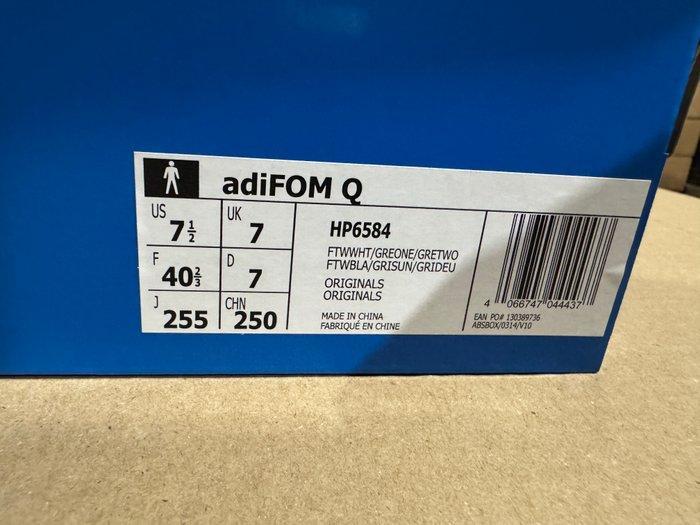 adiFOM Q
US 7 1/2
UK 7
F 40 2/3
D 7
J 255
CHN 250
HP6584
FTWWHT/GREONE/GRETWO
FTWBLA/GRISUN/GRIDEU
ORIGINALS
ORIGINALS
MADE IN CHINA
FABRIQUÉ EN CHINE
4 066747 044437
EAN PO# 130389736
ABSBOX/0314/V10